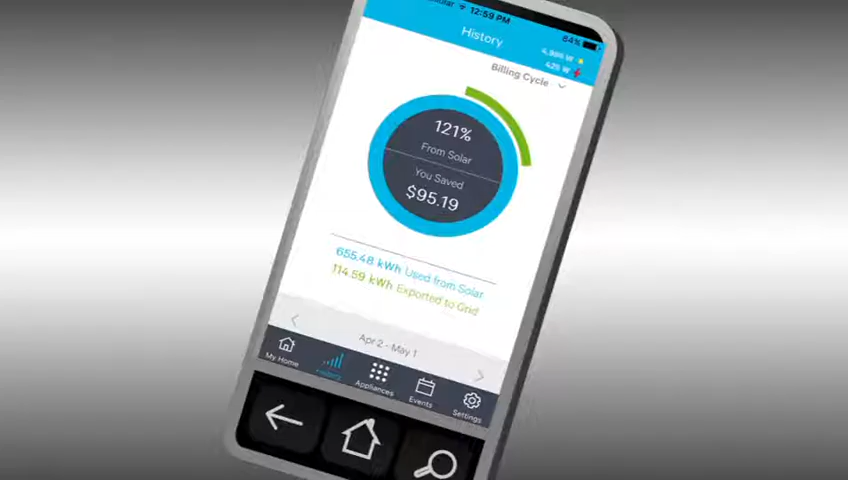 12:59 PM
84%
History
425 W
Billing Cycle
121%
From Solar
You Saved
$95.19
655.48 kWh Used from Solar
114.59 kWh Exported to Grid
Apr 2 - May 1
My Home
History
Appliances
Events
Settings